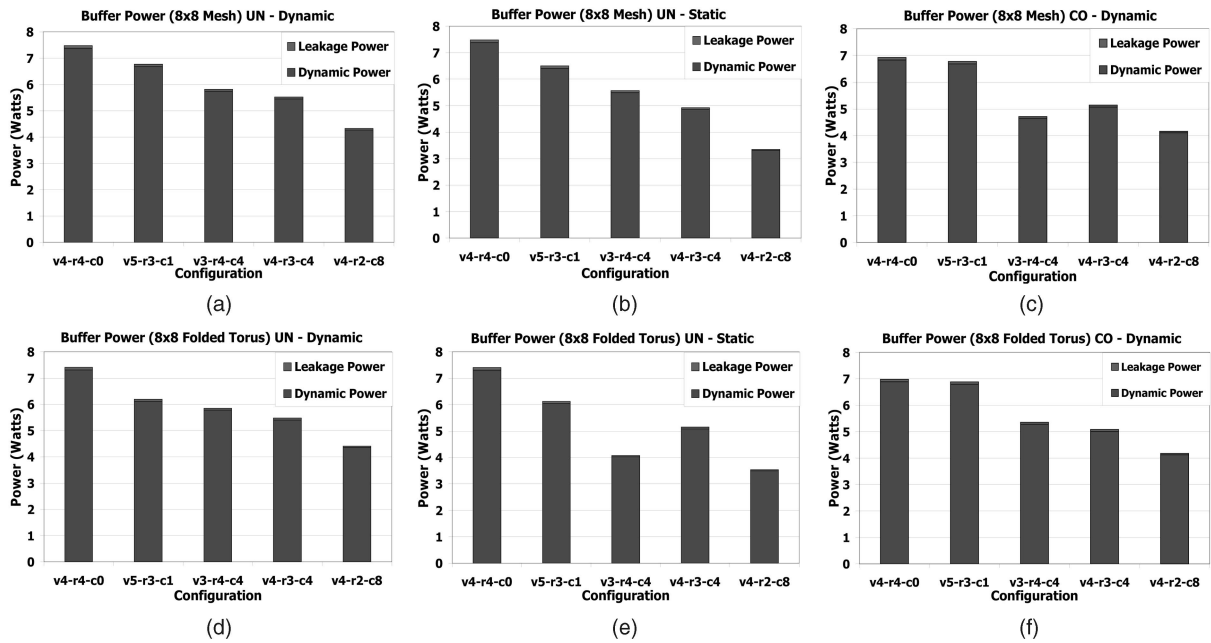 Buffer Power (8x8 Mesh) UN - Dynamic
Power (Watts)
8
7
6
5
4
3
2
1
0
Leakage Power
Dynamic Power
v4-r4-c0 v5-r3-c1 v3-r4-c4 v4-r3-c4 v4-r2-c8
Configuration
(a)
Buffer Power (8x8 Mesh) UN - Static
Power (Watts)
8
7
6
5
4
3
2
1
0
Leakage Power
Dynamic Power
v4-r4-c0 v5-r3-c1 v3-r4-c4 v4-r3-c4 v4-r2-c8
Configuration
(b)
Buffer Power (8x8 Mesh) CO - Dynamic
Power (Watts)
8
7
6
5
4
3
2
1
0
Leakage Power
Dynamic Power
v4-r4-c0 v5-r3-c1 v3-r4-c4 v4-r3-c4 v4-r2-c8
Configuration
(c)
Buffer Power (8x8 Folded Torus) UN - Dynamic
Power (Watts)
8
7
6
5
4
3
2
1
0
Leakage Power
Dynamic Power
v4-r4-c0 v5-r3-c1 v3-r4-c4 v4-r3-c4 v4-r2-c8
Configuration
(d)
Buffer Power (8x8 Folded Torus) UN - Static
Power (Watts)
8
7
6
5
4
3
2
1
0
Leakage Power
Dynamic Power
v4-r4-c0 v5-r3-c1 v3-r4-c4 v4-r3-c4 v4-r2-c8
Configuration
(e)
Buffer Power (8x8 Folded Torus) CO - Dynamic
Power (Watts)
8
7
6
5
4
3
2
1
0
Leakage Power
Dynamic Power
v4-r4-c0 v5-r3-c1 v3-r4-c4 v4-r3-c4 v4-r2-c8
Configuration
(f)